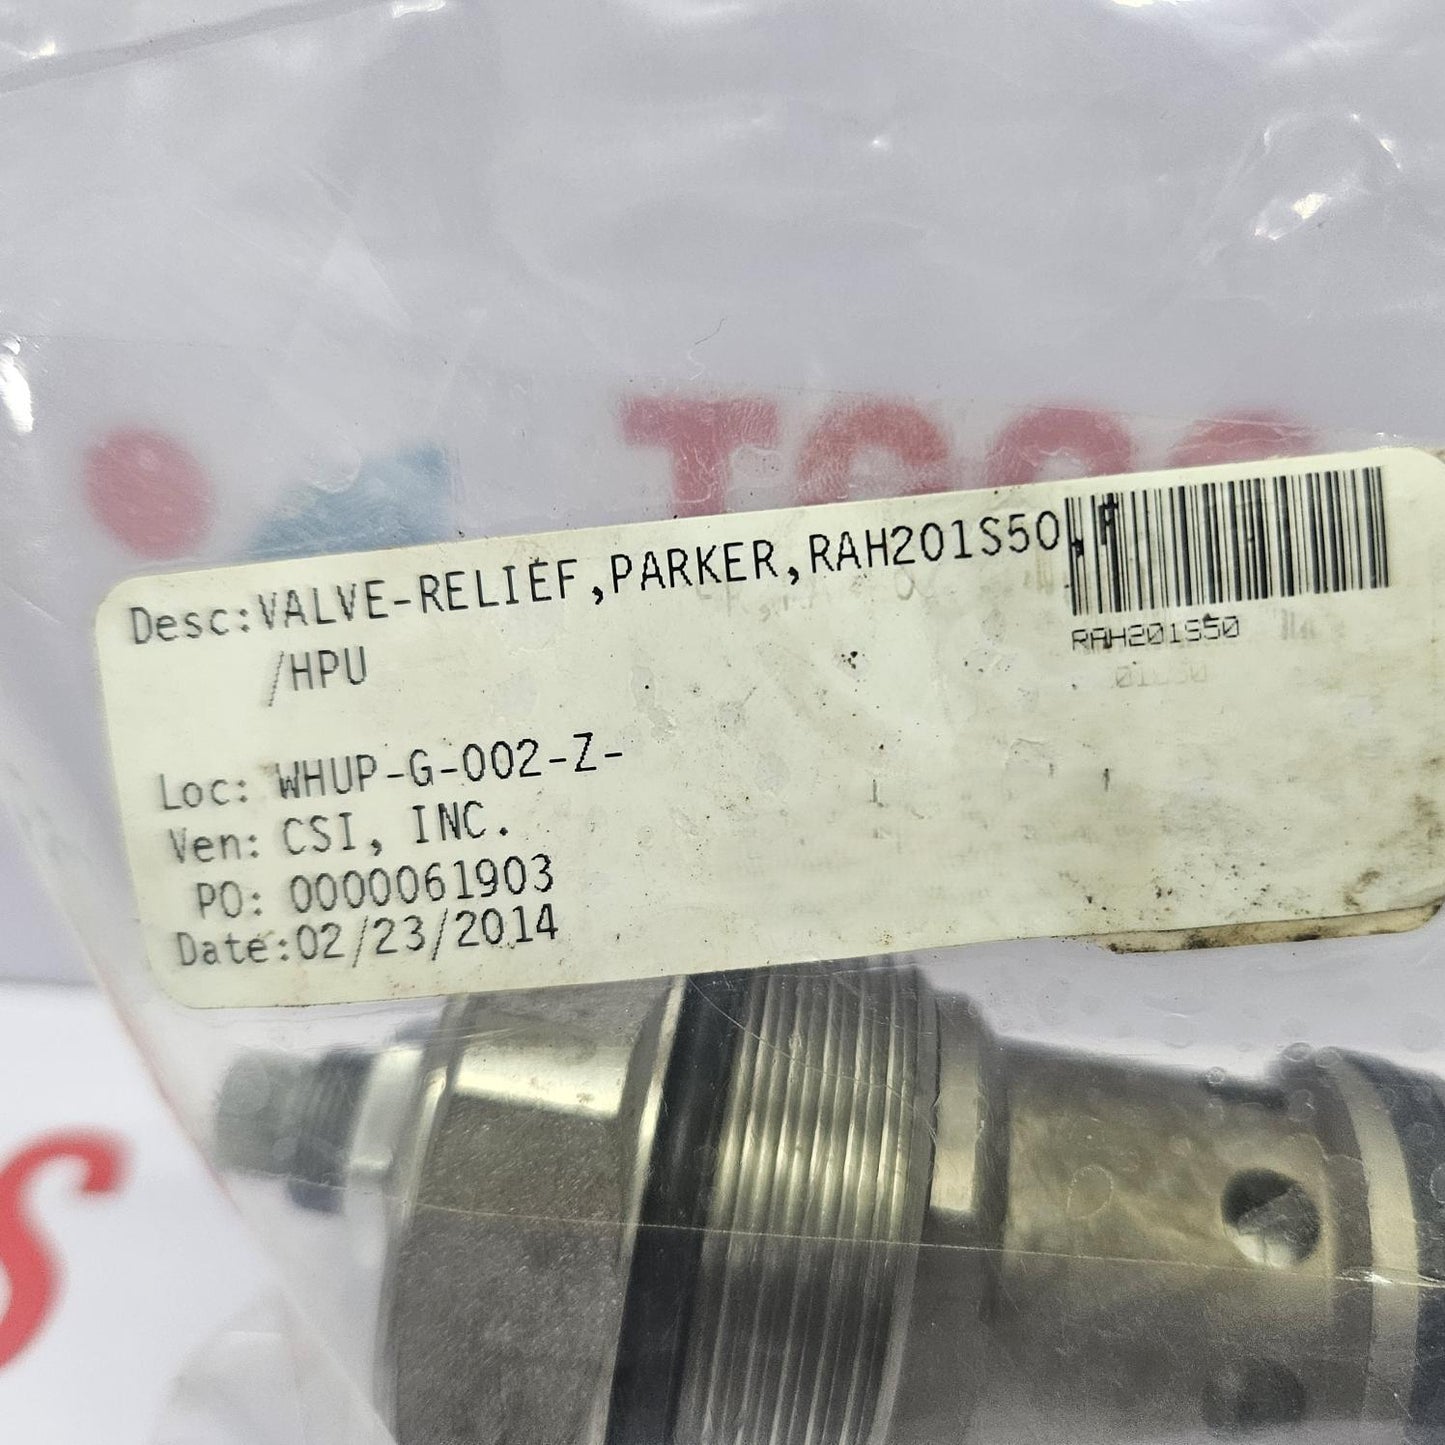 Desc:VALVE-RELIEF,PARKER,RAH201S50,T
/HPU
RAH201S50
Loc: WHUP-G-002-Z-
Ven: CSI, INC.
PO: 0000061903
Date:02/23/2014
S